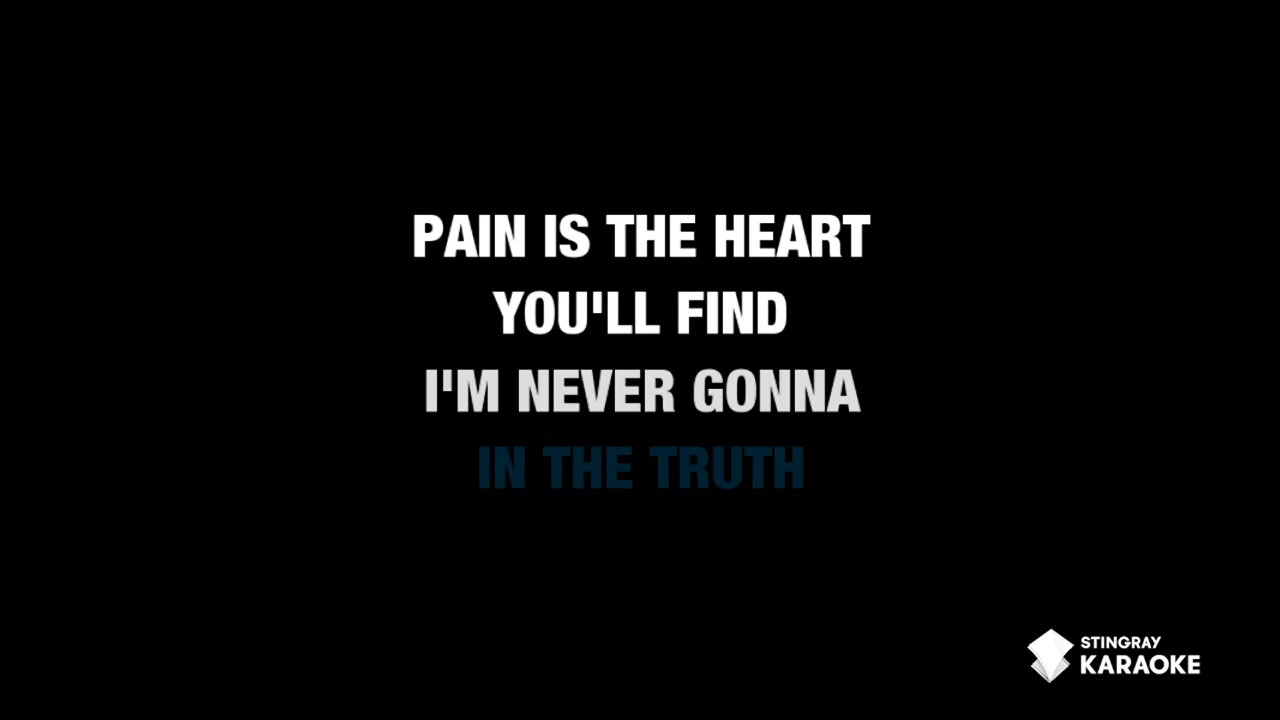 PAIN IS THE HEART
YOU'LL FIND
I'M NEVER GONNA
IN THE TRUTH
STINGRAY
KARAOKE